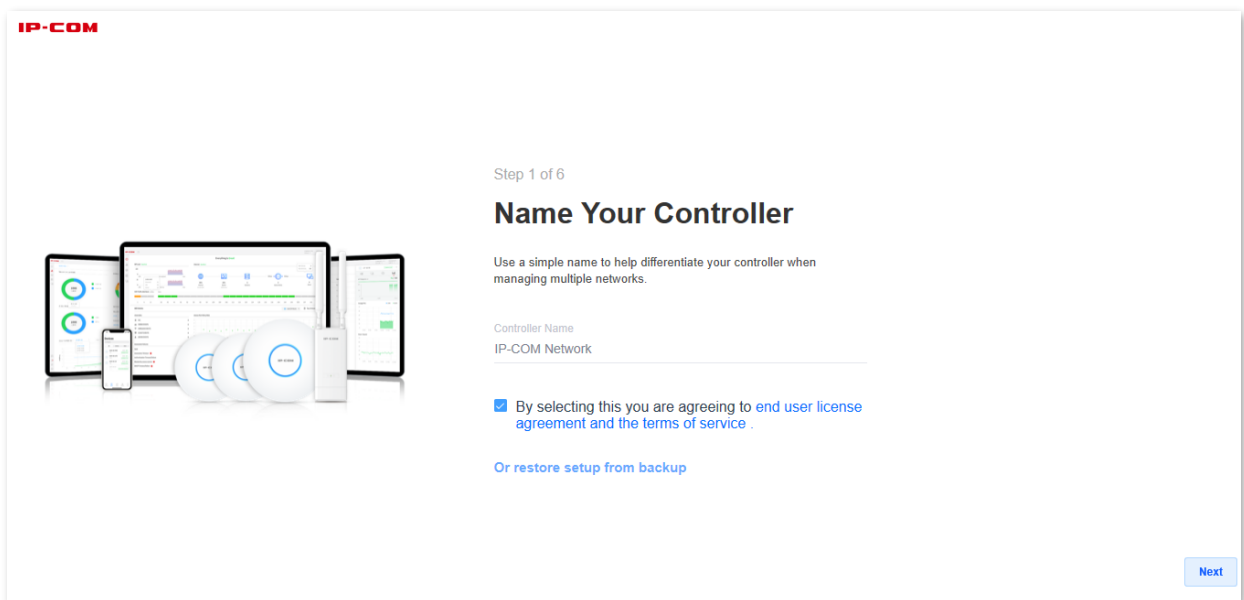 IP-COM
Step 1 of 6
Name Your Controller
Use a simple name to help differentiate your controller when
managing multiple networks.
Controller Name
IP-COM Network
By selecting this you are agreeing to end user license
agreement and the terms of service .
Or restore setup from backup
Next